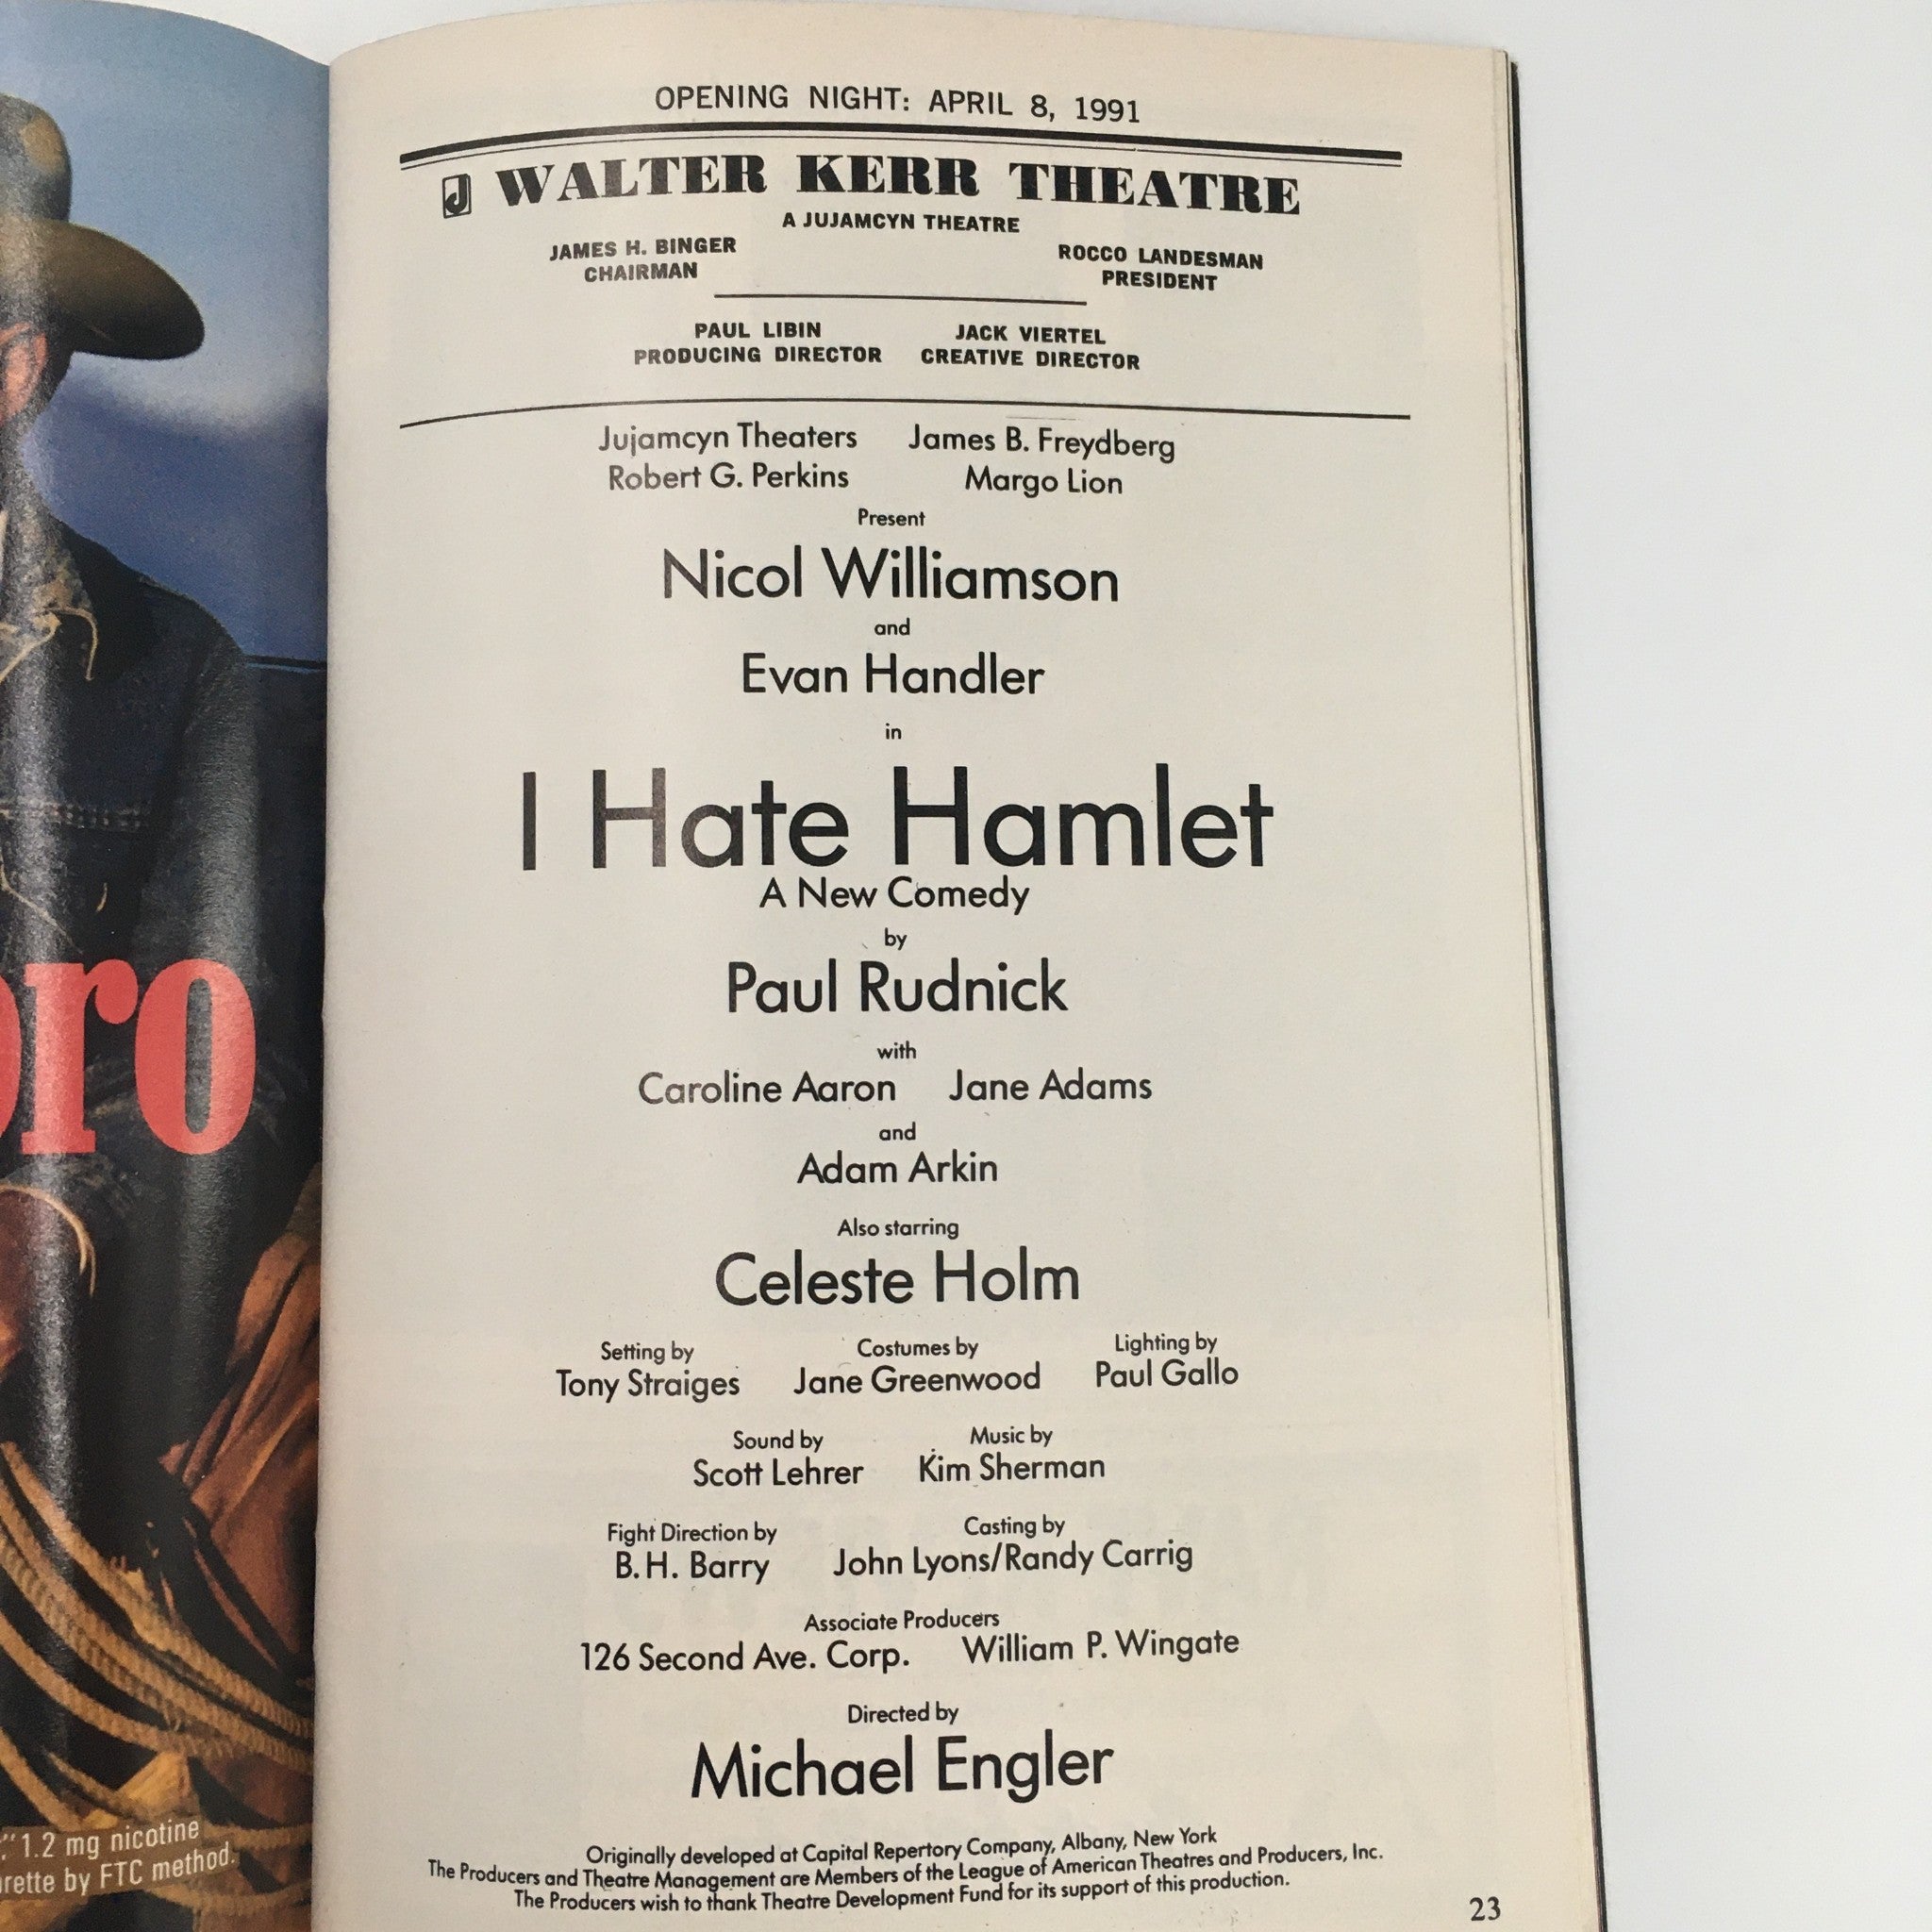 OPENING NIGHT: APRIL 8, 1991
J WALTER KERR THEATRE
A JUJAMCYN THEATRE
JAMES H. BINGER ROCCO LANDESMAN
CHAIRMAN PRESIDENT
PAUL LIBIN JACK VIERTEL
PRODUCING DIRECTOR CREATIVE DIRECTOR
Jujamcyn Theaters James B. Freydberg
Robert G. Perkins Margo Lion
Present
Nicol Williamson
and
Evan Handler
in
I Hate Hamlet
A New Comedy
by
Paul Rudnick
with
Caroline Aaron Jane Adams
and
Adam Arkin
Also starring
Celeste Holm
Setting by Costumes by Lighting by
Tony Straiges Jane Greenwood Paul Gallo
Sound by Music by
Scott Lehrer Kim Sherman
Fight Direction by Casting by
B.H. Barry John Lyons/Randy Carrig
Associate Producers
126 Second Ave. Corp. William P. Wingate
Directed by
Michael Engler
Originally developed at Capital Repertory Company, Albany, New York
The Producers and Theatre Management are Members of the League of American Theatres and Producers, Inc.
The Producers wish to thank Theatre Development Fund for its support of this production.
23
oro
" 1.2 mg nicotine
rette by FTC method.